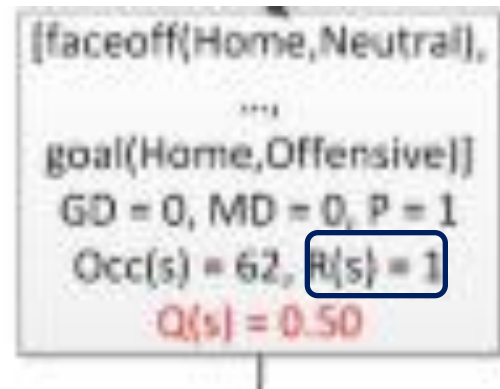 [faceoff(Home,Neutral),
...,
goal(Home,Offensive)]
GD = 0, MD = 0, P = 1
Occ(s) = 62, R(s) = 1
Q(s) = 0.50